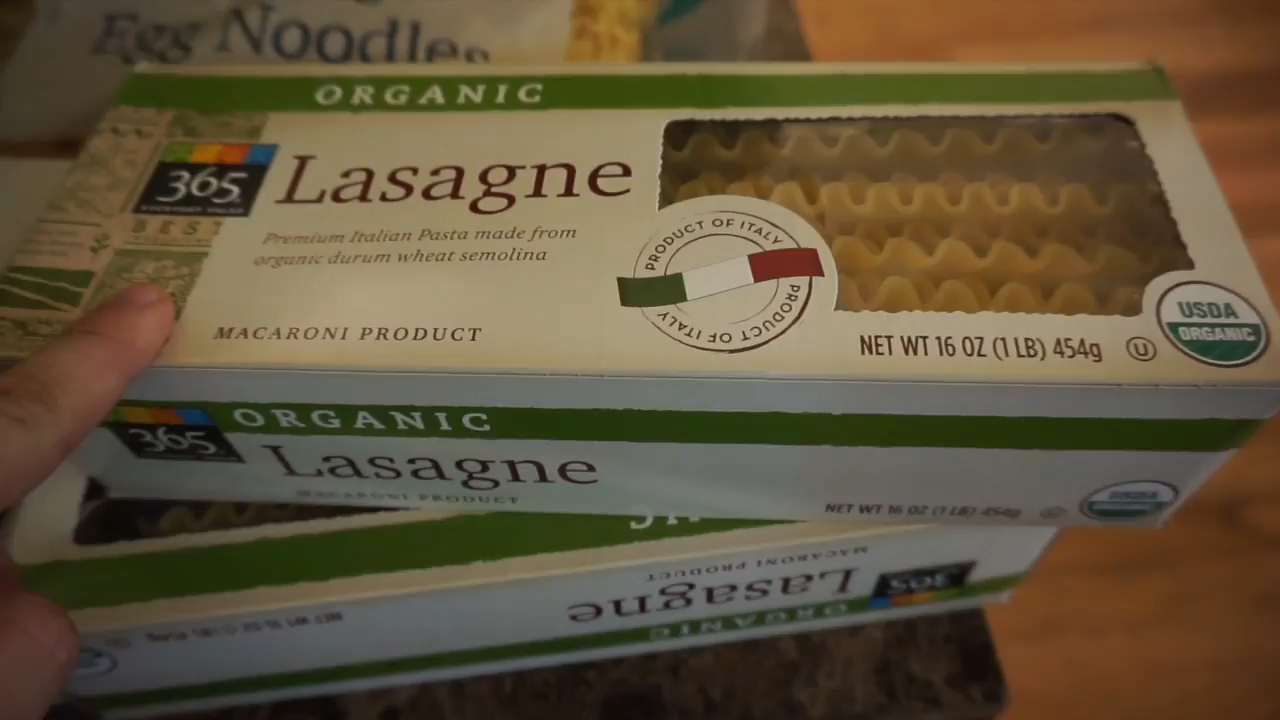 Egg Noodles
ORGANIC
365
Lasagne
BEST
Premium Italian Pasta made from
organic durum wheat semolina
MACARONI PRODUCT
PRODUCT OF ITALY
PRODUCT OF ITALY
NET WT 16 OZ (1 LB) 454g
U
USDA
ORGANIC
ORGANIC
365
Lasagne
MACARONI PRODUCT
NET WT 16 OZ (1 LB) 454g
USDA
MACARONI PRODUCT
Lasagne
365
ORGANIC